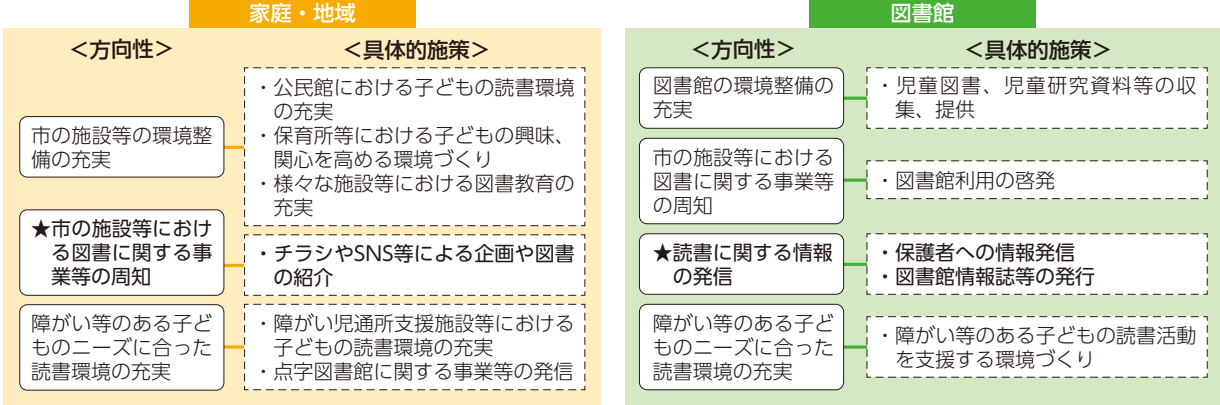 家庭・地域
＜方向性＞
＜具体的施策＞
市の施設等の環境整
備の充実
・公民館における子どもの読書環境
の充実
・保育所等における子どもの興味、
関心を高める環境づくり
・様々な施設等における図書教育の
充実
★市の施設等におけ
る図書に関する事
業等の周知
・チラシやSNS等による企画や図書
の紹介
障がい等のある子ど
ものニーズに合った
読書環境の充実
・障がい児通所支援施設等における
子どもの読書環境の充実
・点字図書館に関する事業等の発信
図書館
＜方向性＞
＜具体的施策＞
図書館の環境整備の
充実
・児童図書、児童研究資料等の収
集、提供
市の施設等における
図書に関する事業等
の周知
・図書館利用の啓発
★読書に関する情報
の発信
・保護者への情報発信
・図書館情報誌等の発行
障がい等のある子ど
ものニーズに合った
読書環境の充実
・障がい等のある子どもの読書活動
を支援する環境づくり